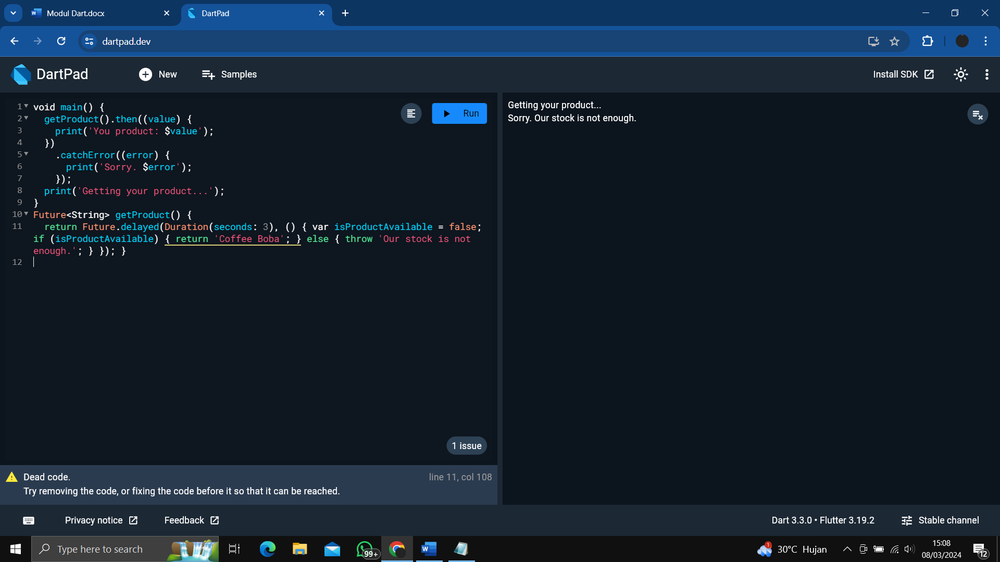 Modul Dart.docx
DartPad
dartpad.dev
DartPad
New
Samples
Install SDK
1 void main() {
2 getProduct().then((value) {
3 print('You product: $value');
4 })
5 .catchError((error) {
6 print('Sorry. $error');
7 });
8 print('Getting your product...');
9 }
10 Future<String> getProduct() {
11 return Future.delayed(Duration(seconds: 3), () { var isProductAvailable = false;
if (isProductAvailable) { return 'Coffee Boba'; } else { throw 'Our stock is not
enough.'; } }); }
12
Run
Getting your product...
Sorry. Our stock is not enough.
1 issue
Dead code.
line 11, col 108
Try removing the code, or fixing the code before it so that it can be reached.
Privacy notice
Feedback
Dart 3.3.0 • Flutter 3.19.2
Stable channel
Type here to search
99+
W
1
30°C Hujan
15:08
08/03/2024
12